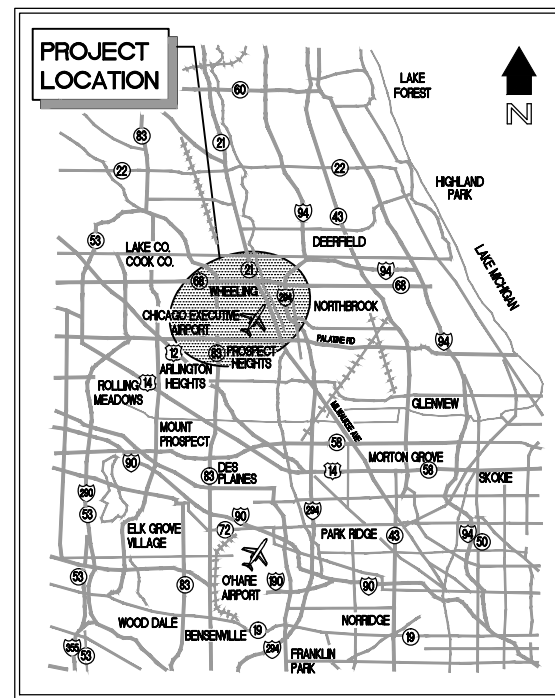 PROJECT
LOCATION
N
LAKE
FOREST
60
83
21
22
22
HIGHLAND
PARK
94
43
53
DEERFIELD
LAKE CO.
COOK CO.
LAKE MICHIGAN
21
94
68
68
WHEELING
294
NORTHBROOK
CHICAGO EXECUTIVE
AIRPORT
PALATINE RD
94
12
83
PROSPECT
HEIGHTS
ARLINGTON
HEIGHTS
14
ROLLING
MEADOWS
GLENVIEW
MILWAUKEE AVE
MOUNT
PROSPECT
58
MORTON GROVE
90
14
58
83
DES
PLAINES
SKOKIE
290
53
294
90
72
ELK GROVE
VILLAGE
PARK RIDGE
43
94
50
O'HARE
AIRPORT
190
53
83
90
WOOD DALE
NORRIDGE
BENSENVILLE
19
19
355
53
294
FRANKLIN
PARK